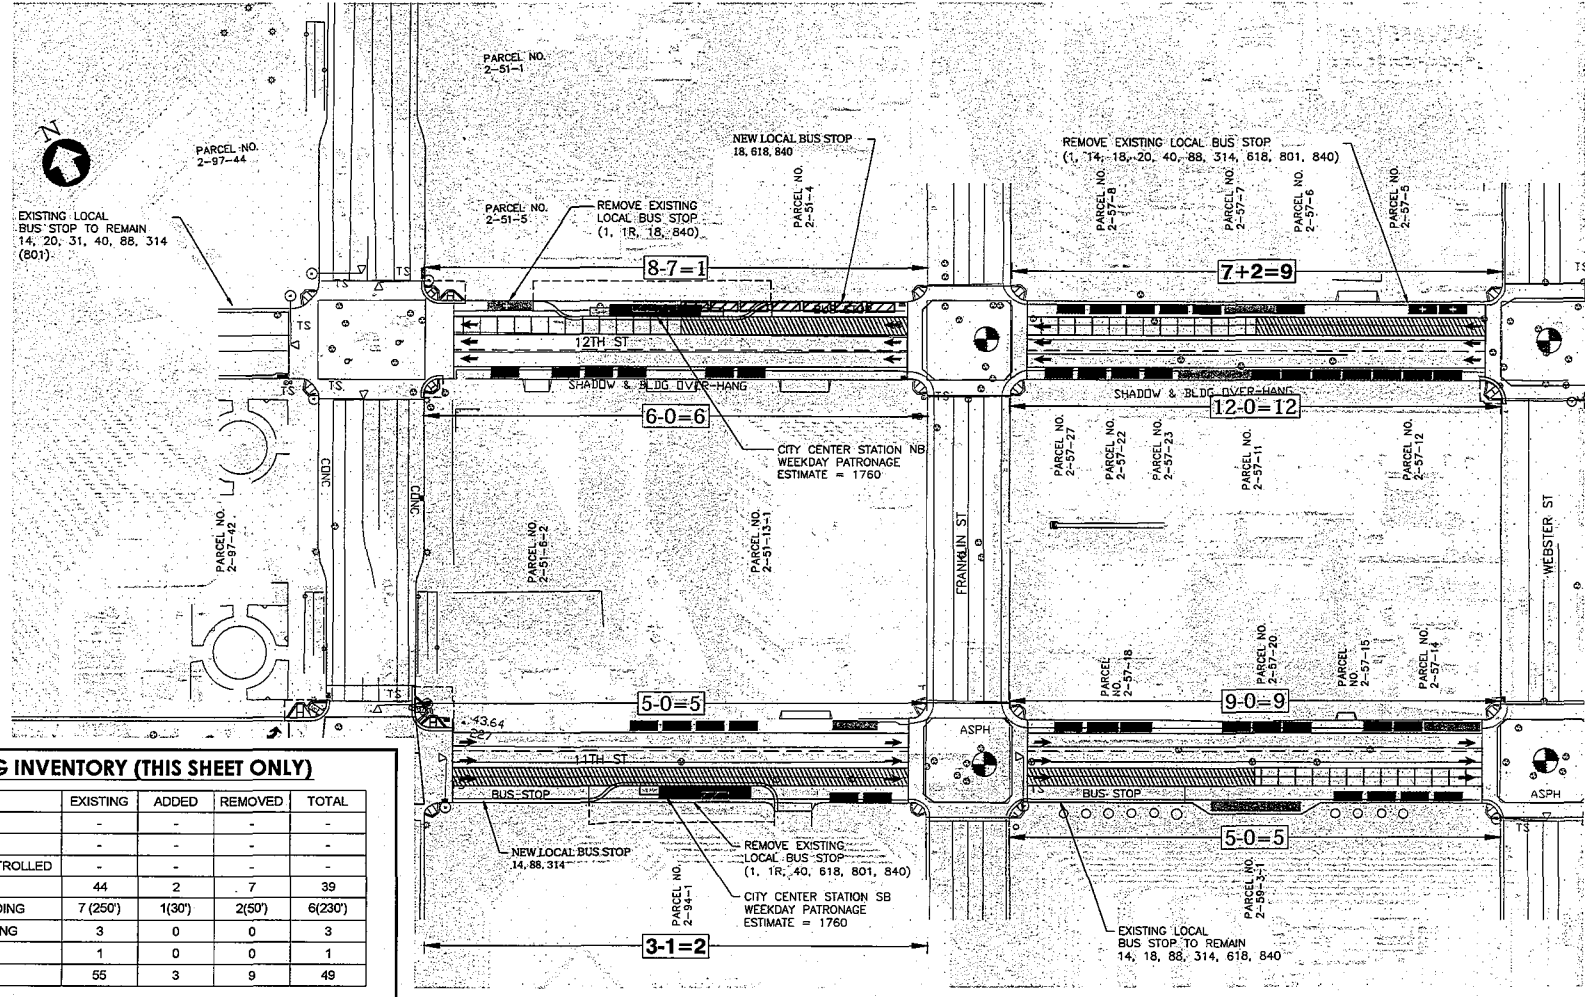 PARCEL NO.
2-51-1
N
PARCEL NO.
2-97-44
NEW LOCAL BUS STOP
18, 618, 840
REMOVE EXISTING LOCAL BUS STOP
(1, 14, 18, 20, 40, 88, 314, 618, 801, 840)
EXISTING LOCAL
BUS STOP TO REMAIN
14, 20, 31, 40, 88, 314
(801)
PARCEL NO.
2-51-5
REMOVE EXISTING
LOCAL BUS STOP
(1, 1R, 18, 840)
PARCEL NO.
2-51-4
PARCEL NO.
2-57-8
PARCEL NO.
2-57-7
PARCEL NO.
2-57-6
PARCEL NO.
2-57-5
TS
TS
TS
8-7=1
7+2=9
BUS STOP
TS
12TH ST
TS
TS
TS
SHADOW & BLDG OVER-HANG
SHADOW & BLDG OVER-HANG
6-0=6
12-0=12
CITY CENTER STATION NB
WEEKDAY PATRONAGE
ESTIMATE = 1760
PARCEL NO.
2-57-27
PARCEL NO.
2-57-22
PARCEL NO.
2-57-23
PARCEL NO.
2-57-11
PARCEL NO.
2-57-12
CONC
CONC
PARCEL NO.
2-97-42
PARCEL NO.
2-51-6-2
PARCEL NO.
2-51-13-1
FRANKLIN ST
WEBSTER ST
PARCEL
NO. 2-57-18
PARCEL NO.
2-57-20
PARCEL
NO. 2-57-15
PARCEL NO.
2-57-14
TS
5-0=5
9-0=9
43.64
ASPH
11TH ST
BUS-STOP
BUS STOP
ASPH
TS
5-0=5
NEW LOCAL BUS STOP
14, 88, 314
REMOVE EXISTING
LOCAL BUS STOP
(1, 1R, 40, 618, 801, 840)
PARCEL NO.
2-94-1
CITY CENTER STATION SB
WEEKDAY PATRONAGE
ESTIMATE = 1760
PARCEL NO.
2-59-3-1
3-1=2
EXISTING LOCAL
BUS STOP TO REMAIN
14, 18, 88, 314, 618, 840
G INVENTORY (THIS SHEET ONLY)
EXISTING ADDED REMOVED TOTAL
- - - -
- - - -
TROLLED - - - -
44 2 7 39
DING 7 (250') 1(30') 2(50') 6(230')
NG 3 0 0 3
1 0 0 1
55 3 9 49